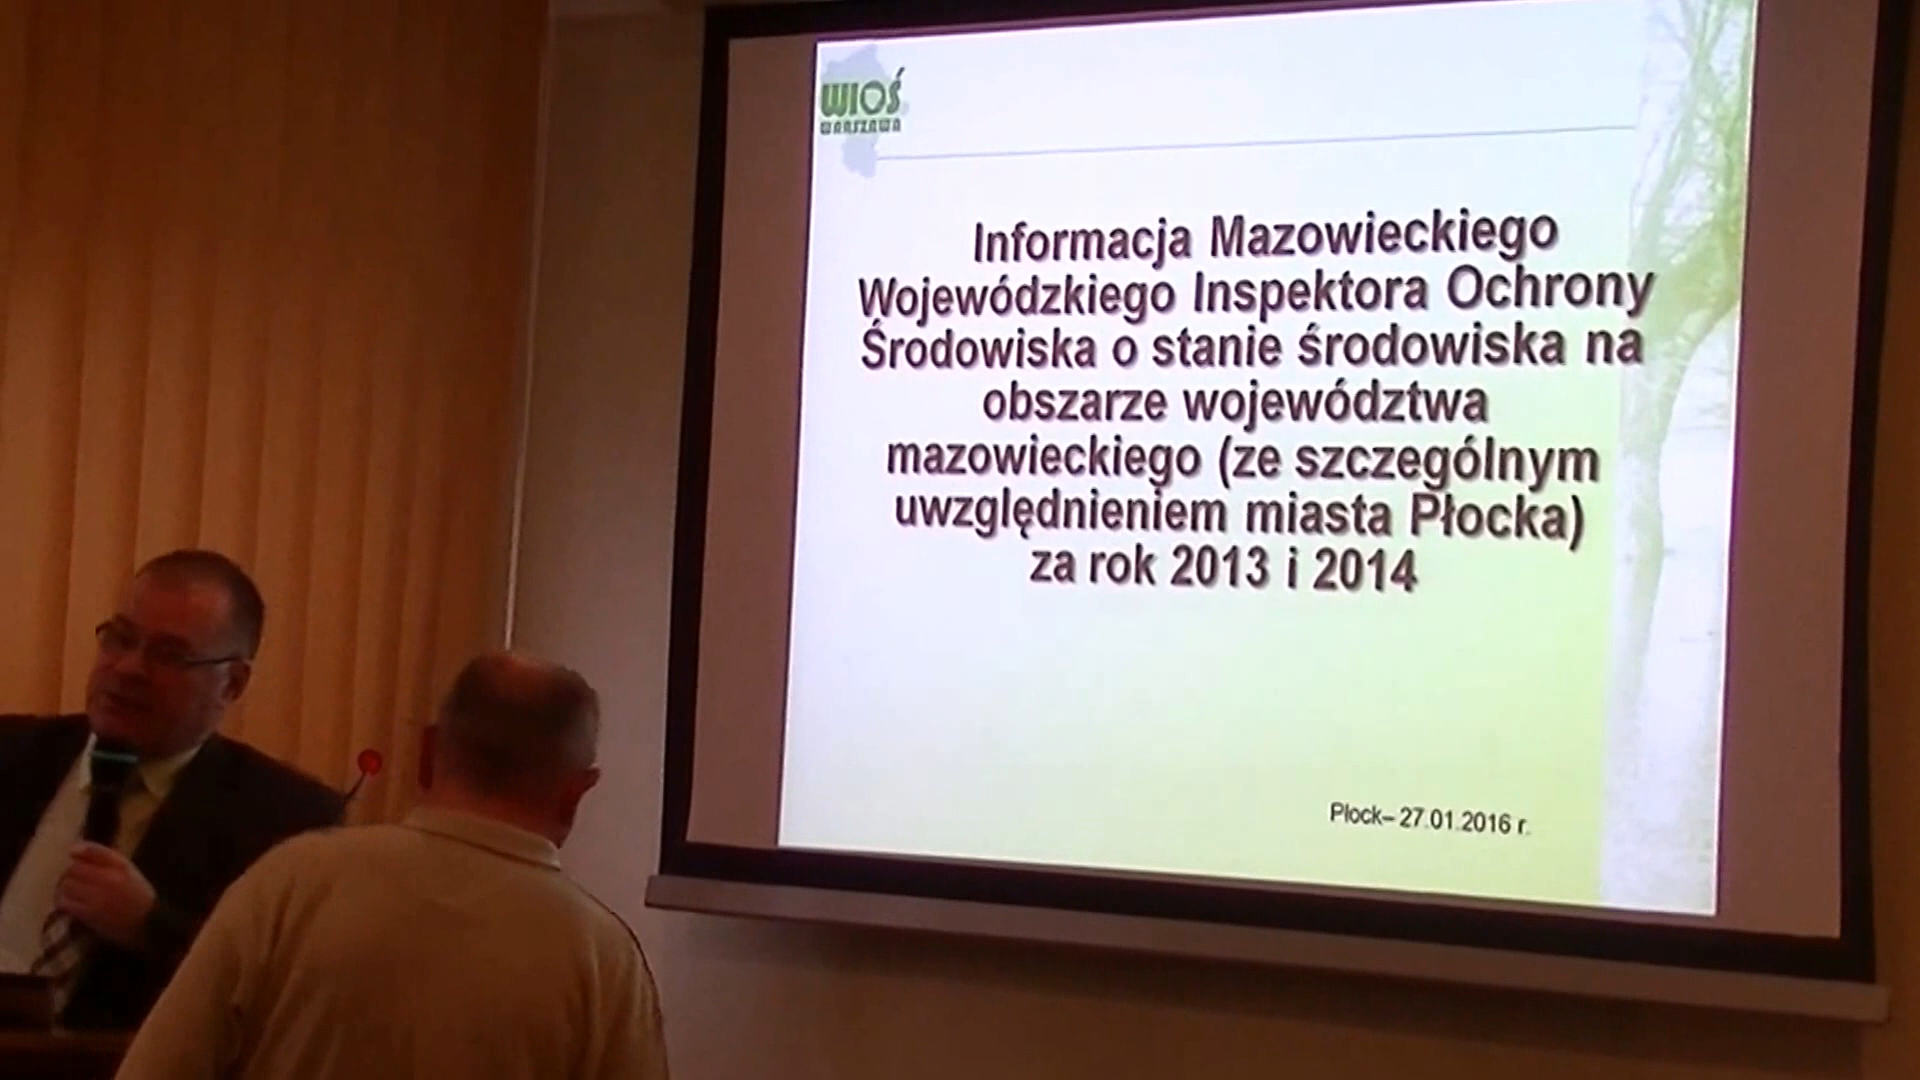 WIOŚ
WARSZAWA
Informacja Mazowieckiego
Wojewódzkiego Inspektora Ochrony
Środowiska o stanie środowiska na
obszarze województwa
mazowieckiego (ze szczególnym
uwzględnieniem miasta Płocka)
za rok 2013 i 2014
Płock– 27.01.2016 r.